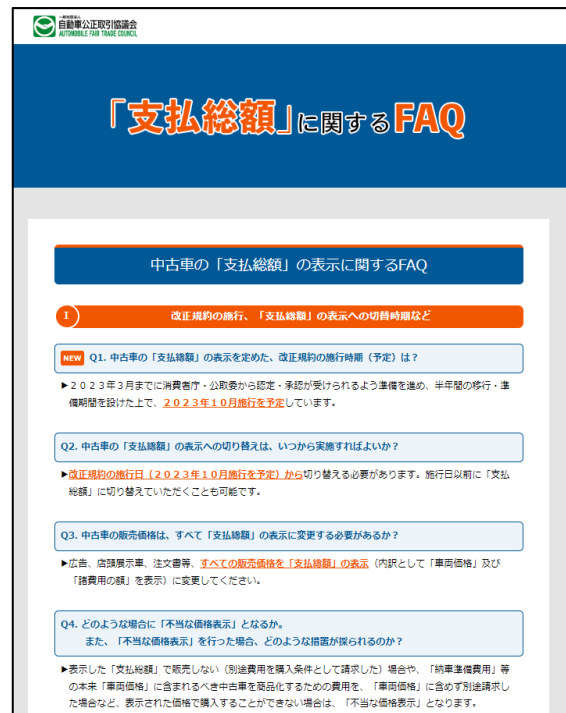 一般社団法人
自動車公正取引協議会
AUTOMOBILE FAIR TRADE COUNCIL
「支払総額」に関するFAQ
中古車の「支払総額」の表示に関するFAQ
I 改正規約の施行、「支払総額」の表示への切替時期など
NEW Q1. 中古車の「支払総額」の表示を定めた、改正規約の施行時期（予定）は？
▶２０２３年３月までに消費者庁・公取委から認定・承認が受けられるよう準備を進め、半年間の移行・準
備期間を設けた上で、２０２３年１０月施行を予定しています。
Q2. 中古車の「支払総額」の表示への切り替えは、いつから実施すればよいか？
▶改正規約の施行日（２０２３年１０月施行を予定）から切り替える必要があります。施行日以前に「支払
総額」に切り替えていただくことも可能です。
Q3. 中古車の販売価格は、すべて「支払総額」の表示に変更する必要があるか？
▶広告、店頭展示車、注文書等、すべての販売価格を「支払総額」の表示（内訳として「車両価格」及び
「諸費用の額」を表示）に変更してください。
Q4. どのような場合に「不当な価格表示」となるか。
また、「不当な価格表示」を行った場合、どのような措置が採られるのか？
▶表示した「支払総額」で販売しない（別途費用を購入条件として請求した）場合や、「納車準備費用」等
の本来「車両価格」に含まれるべき中古車を商品化するための費用を、「車両価格」に含めず別途請求し
た場合など、表示された価格で購入することができない場合は、「不当な価格表示」となります。